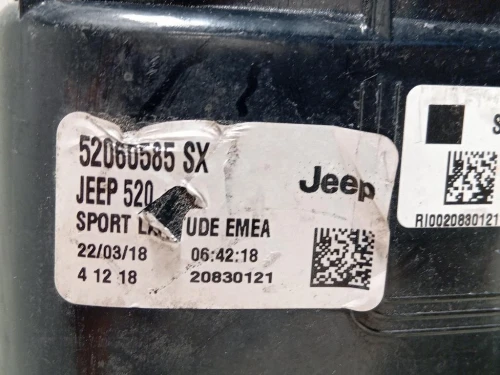 52060585 SX
JEEP 520
Jeep
SPORT LA UDE EMEA
22/03/18 06:42:18
4 12 18 20830121
S
RI0020830121